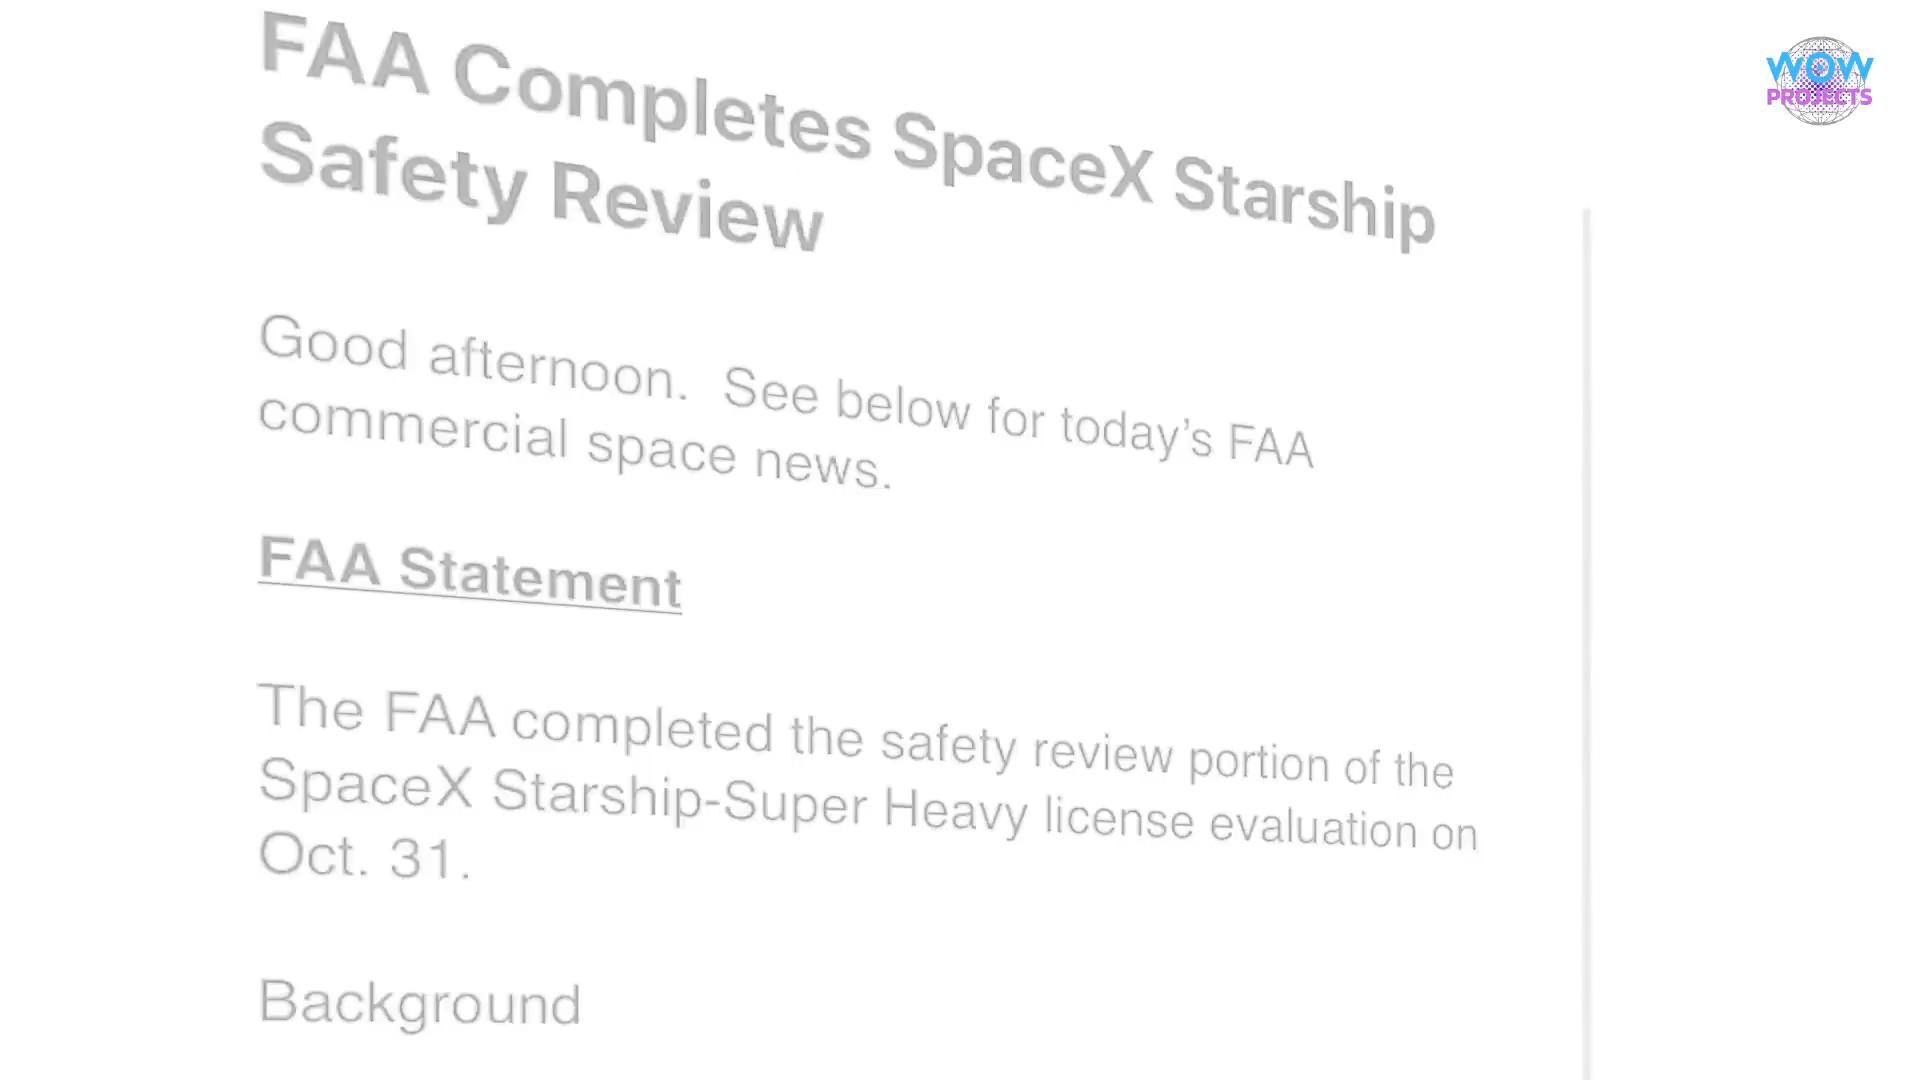 FAA Completes SpaceX Starship
Safety Review
Good afternoon.  See below for today’s FAA
commercial space news.
FAA Statement
The FAA completed the safety review portion of the
SpaceX Starship-Super Heavy license evaluation on
Oct. 31.
Background
WOW
PROJECTS